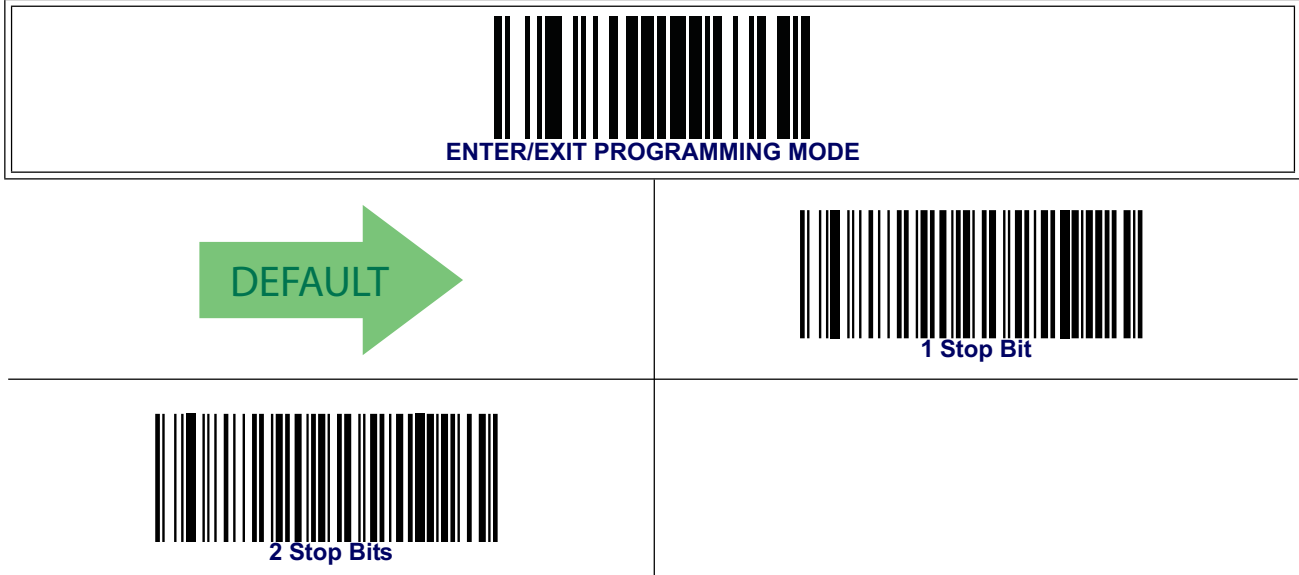 ENTER/EXIT PROGRAMMING MODE
DEFAULT
1 Stop Bit
2 Stop Bits